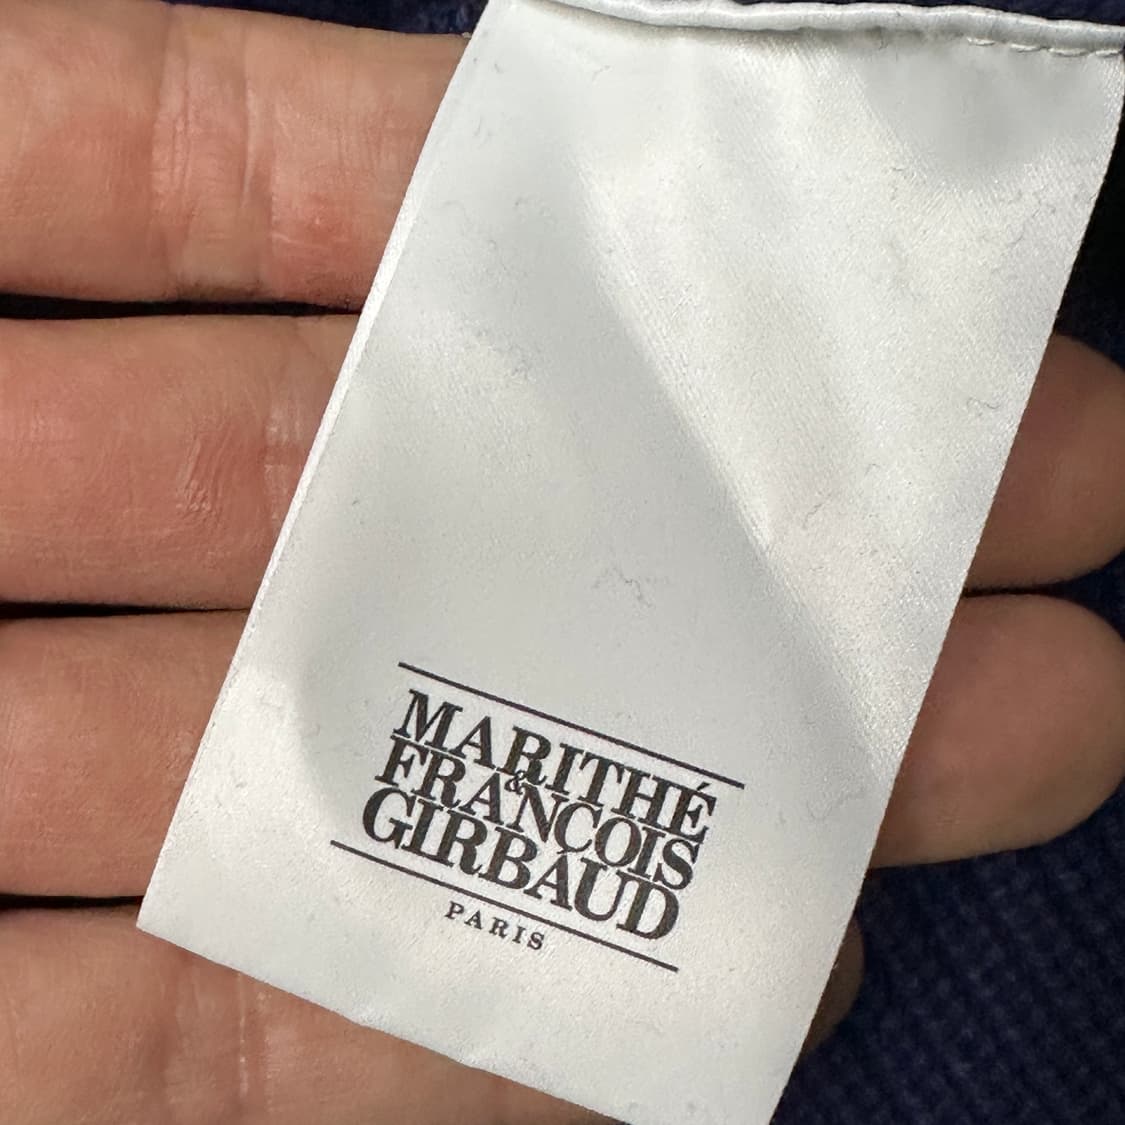 MARITHÉ
&
FRANÇOIS
GIRBAUD
PARIS